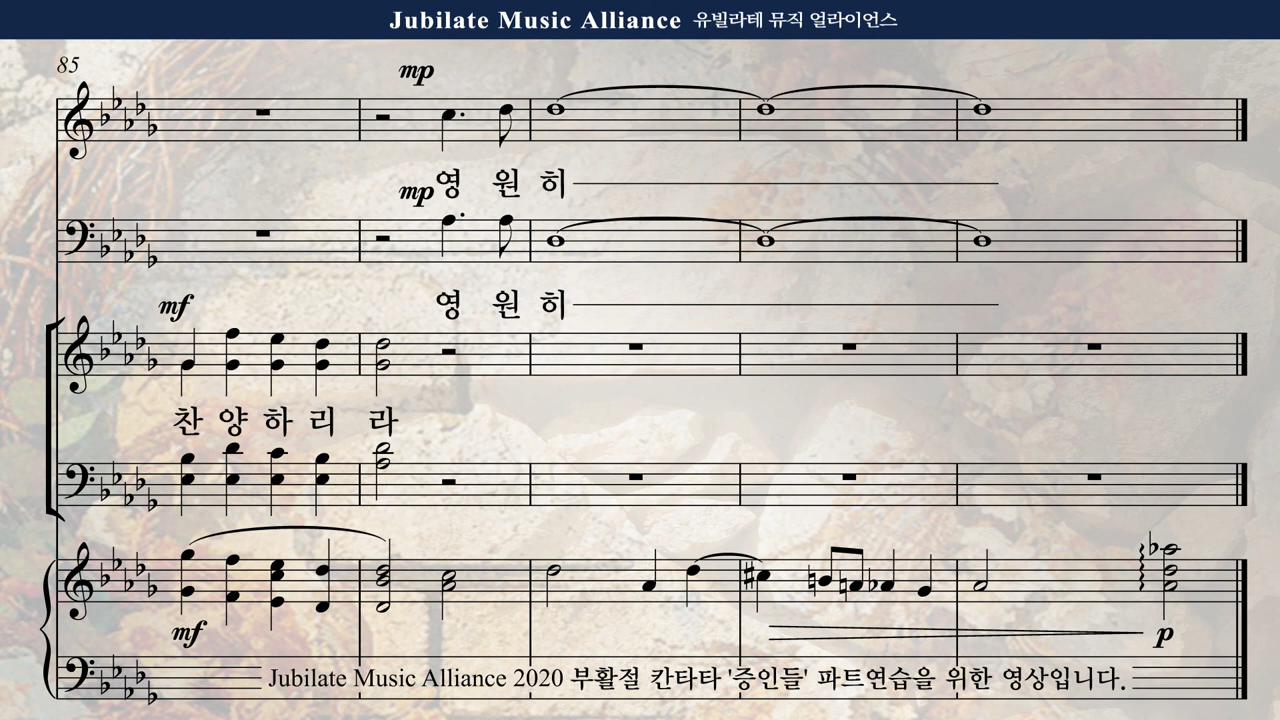 Jubilate Music Alliance 유빌라테 뮤직 얼라이언스
85
mp
영 원 히
mp
영 원 히
mf
찬 양 하 리 라
mf
p
Jubilate Music Alliance 2020 부활절 칸타타 '증인들' 파트연습을 위한 영상입니다.